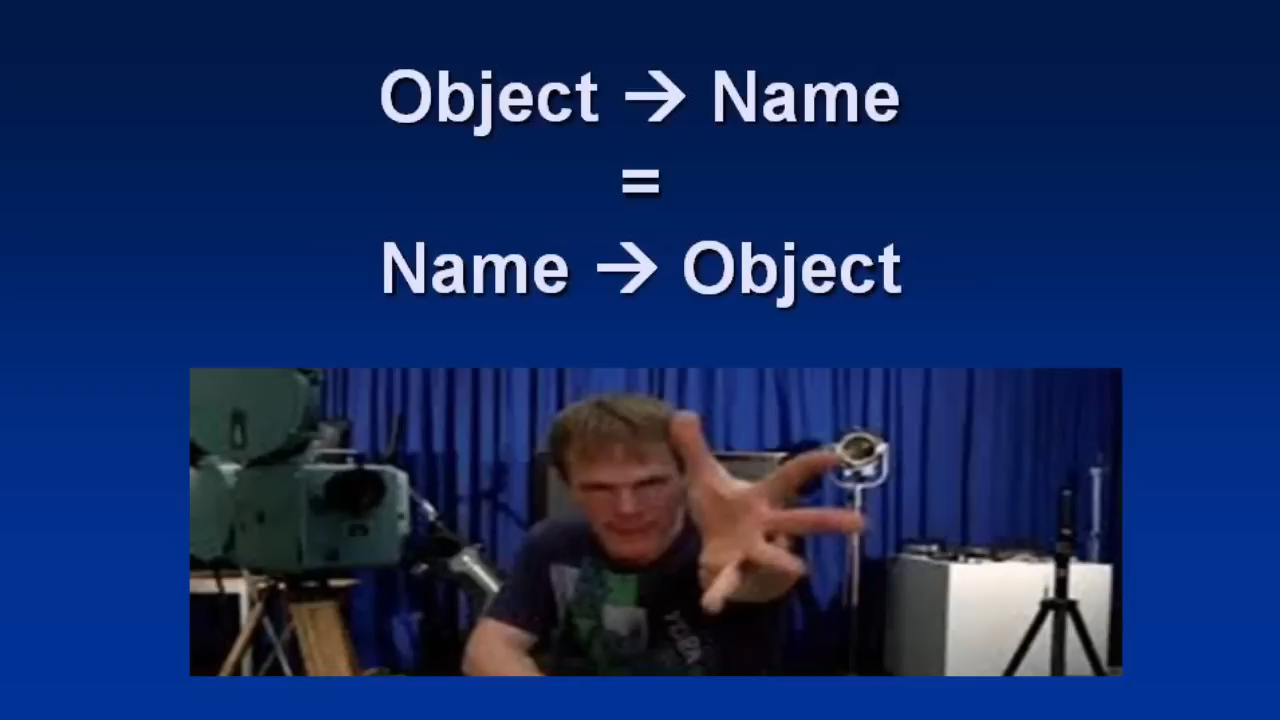 Object → Name
=
Name → Object